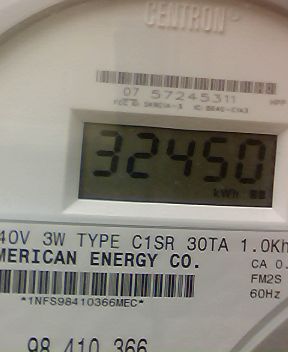 CENTRON®
07 57245311
32450
kWh
40V 3W TYPE C1SR 30TA 1.0Kh
MERICAN ENERGY CO.
CA 0.
FM2S
*1NFS98410366MEC*
60Hz
98 410 366